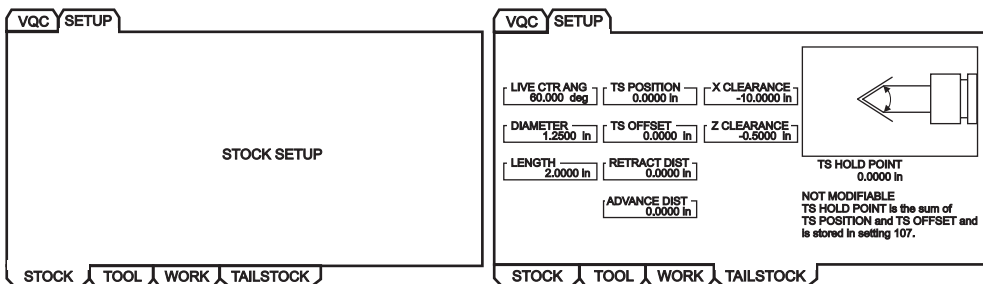 VQC SETUP
STOCK SETUP
STOCK TOOL WORK TAILSTOCK
VQC SETUP
LIVE CTR ANG
60.000 deg
TS POSITION
0.0000 in
X CLEARANCE
-10.0000 in
DIAMETER
1.2500 in
TS OFFSET
0.0000 in
Z CLEARANCE
-0.5000 in
LENGTH
2.0000 in
RETRACT DIST
0.0000 in
ADVANCE DIST
0.0000 in
TS HOLD POINT
0.0000 in
NOT MODIFIABLE
TS HOLD POINT is the sum of
TS POSITION and TS OFFSET and
is stored in setting 107.
STOCK TOOL WORK TAILSTOCK